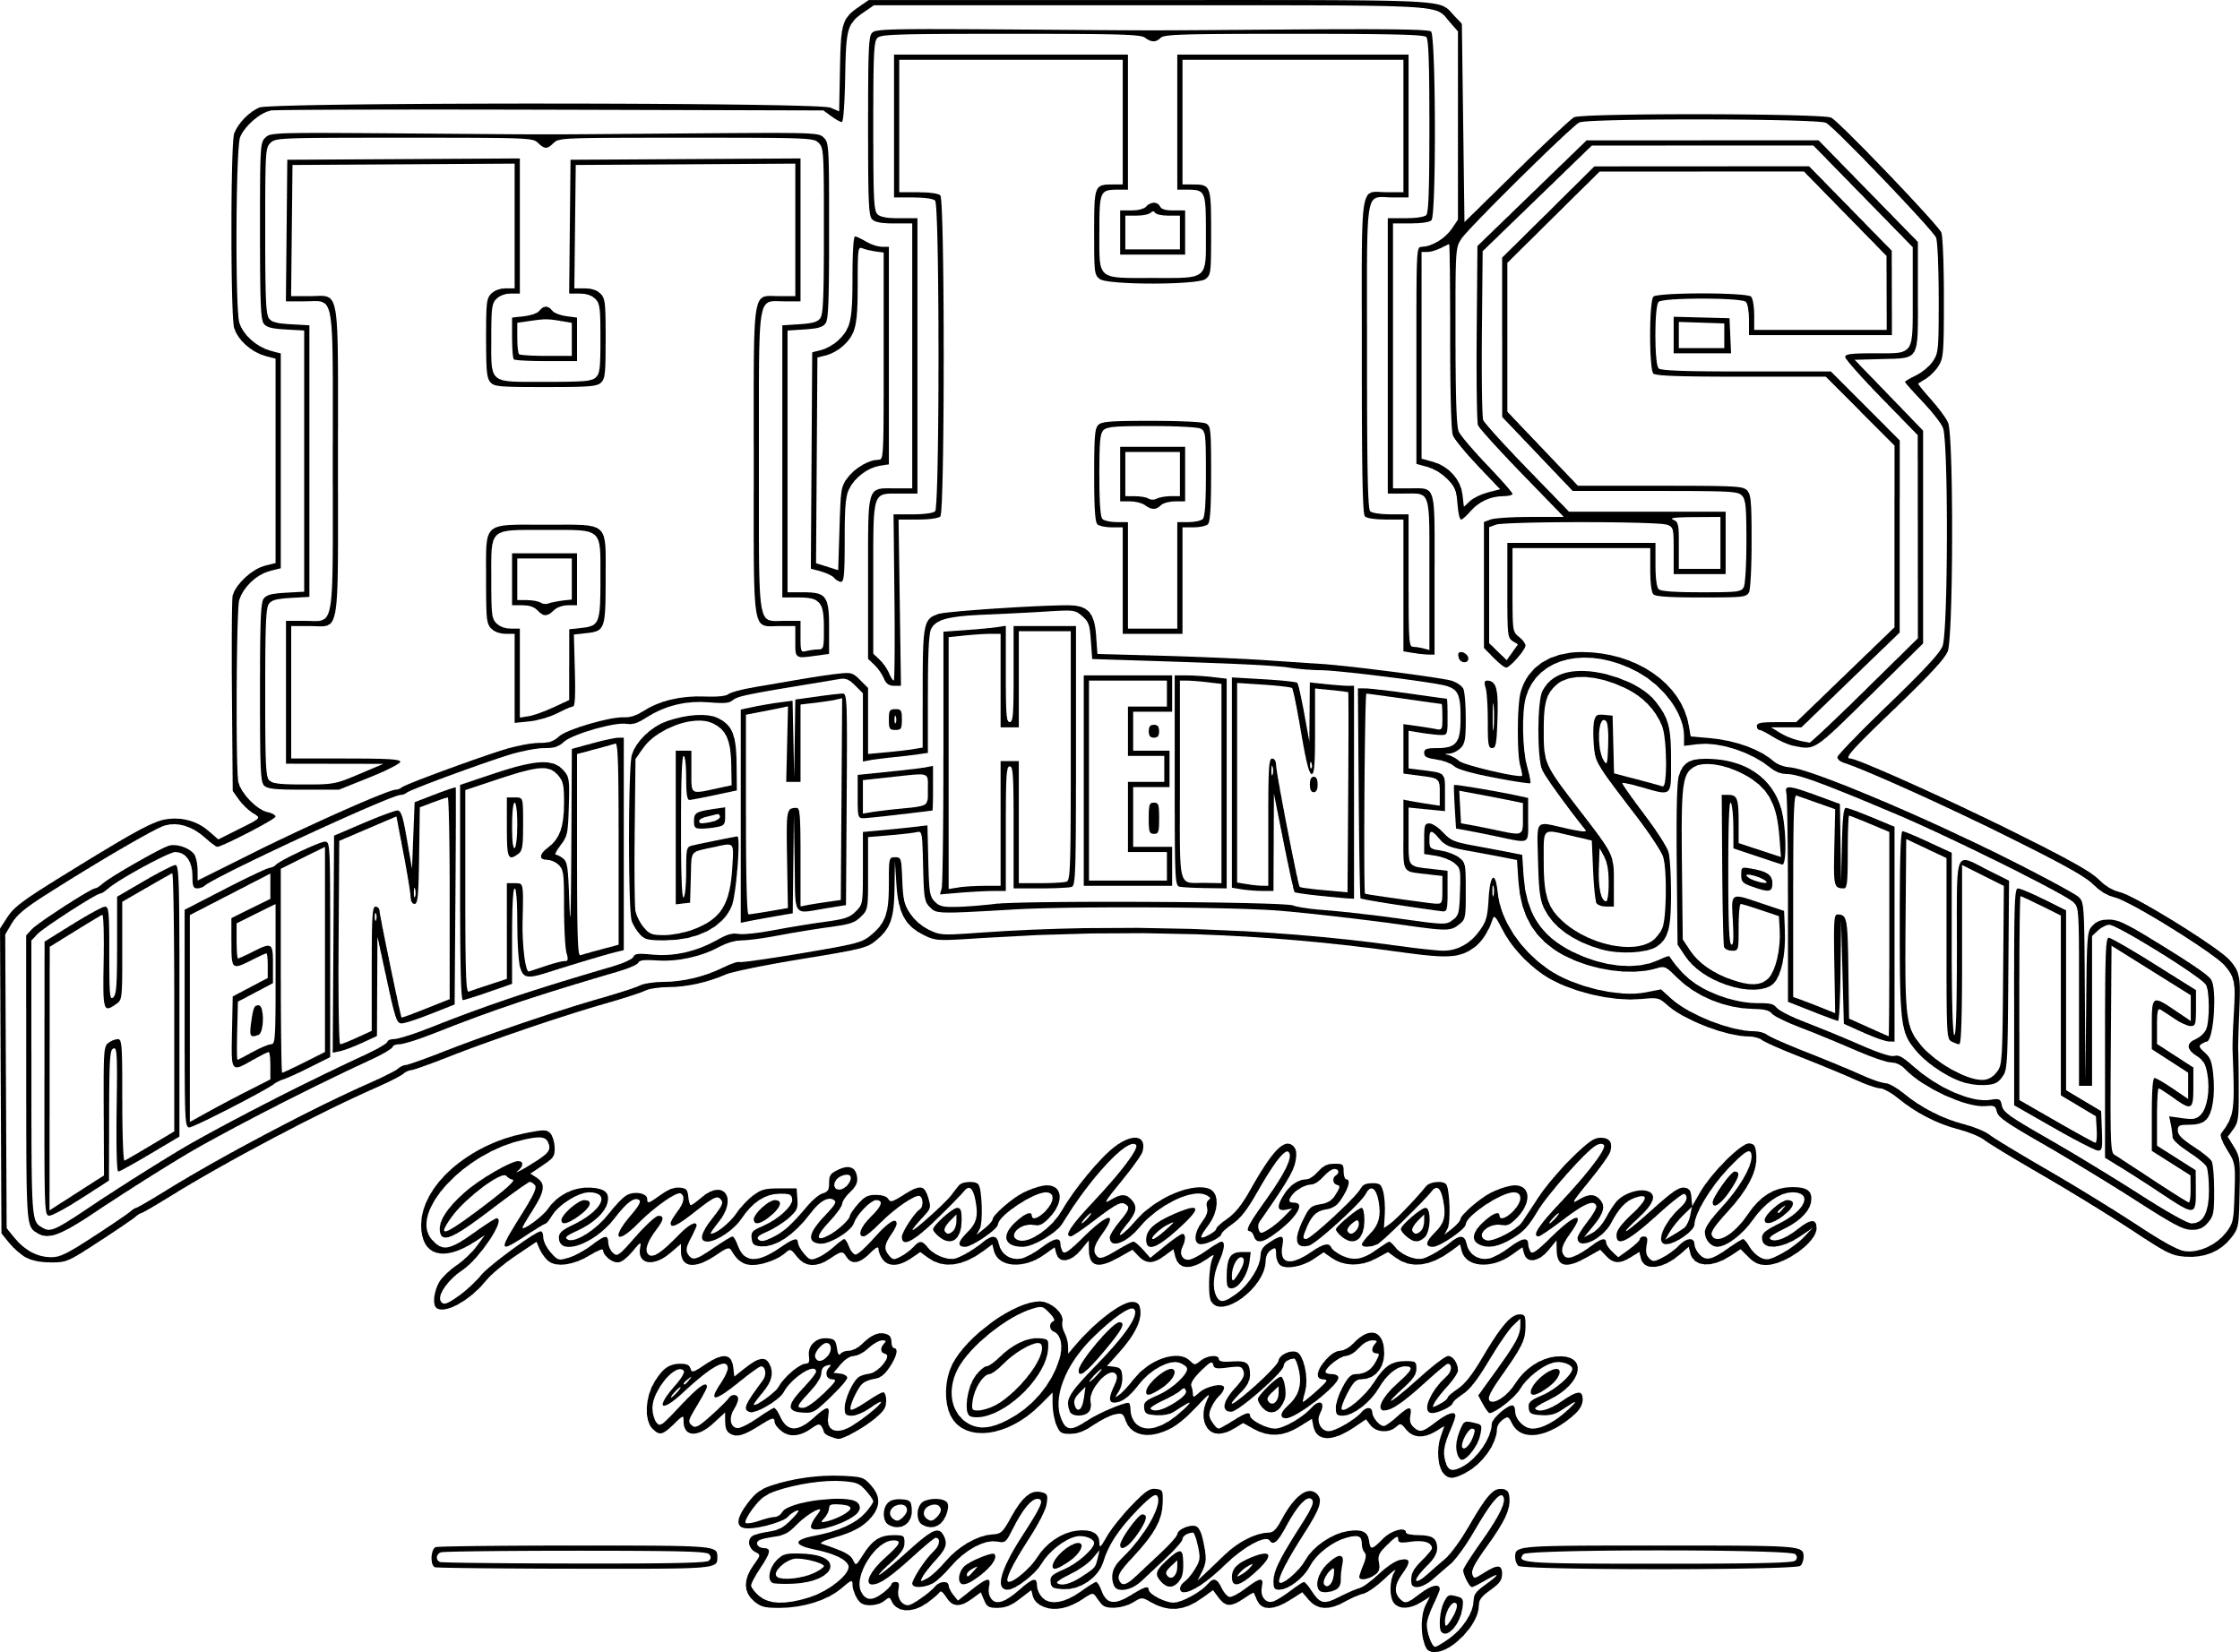 HHS
HEINRICH-HEINE-SCHULE
Gemeinschaftsschule
mit Oberstufe
Büdelsdorf